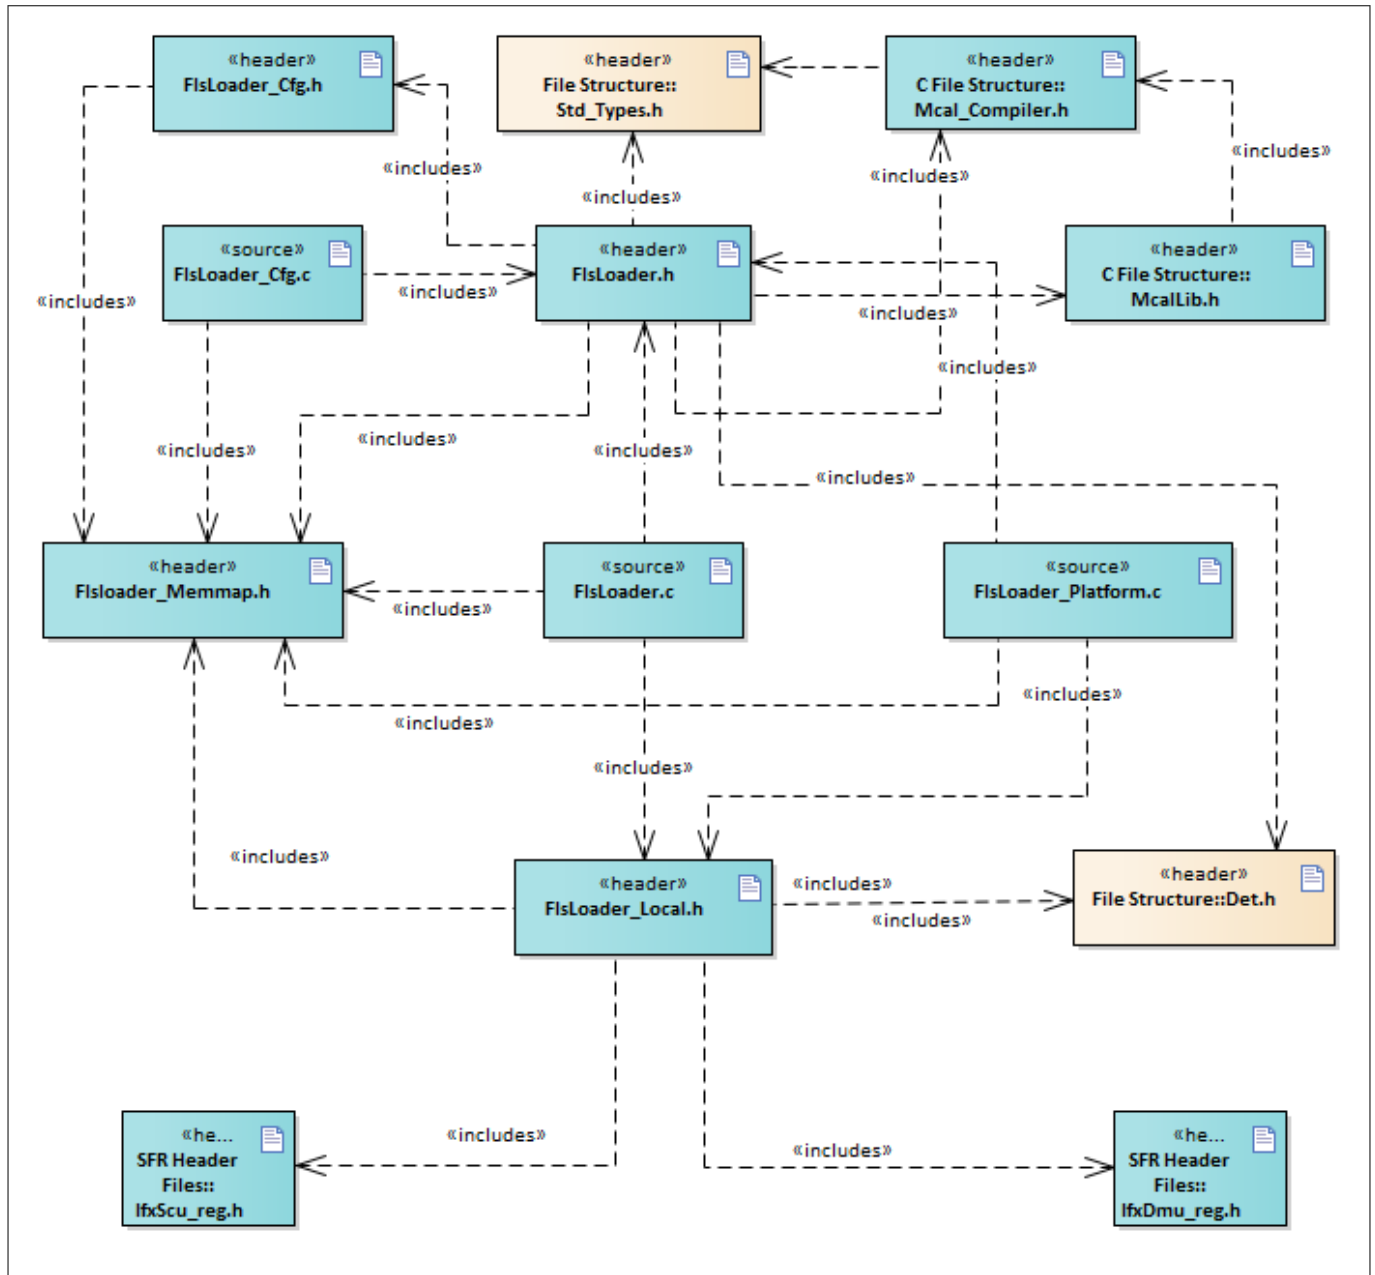 «header»
FlsLoader_Cfg.h
«header»
File Structure::
Std_Types.h
«header»
C File Structure::
Mcal_Compiler.h
«includes»
«includes»
«includes»
«includes»
«source»
FlsLoader_Cfg.c
«header»
FlsLoader.h
«header»
C File Structure::
McalLib.h
«includes»
«includes»
«includes»
«includes»
«includes»
«includes»
«includes»
«includes»
«header»
Flsloader_Memmap.h
«source»
FlsLoader.c
«source»
FlsLoader_Platform.c
«includes»
«includes»
«includes»
«includes»
«includes»
«header»
FlsLoader_Local.h
«includes»
«includes»
«header»
File Structure::Det.h
«includes»
«includes»
«he...
SFR Header
Files::
IfxScu_reg.h
«he...
SFR Header
Files::
IfxDmu_reg.h